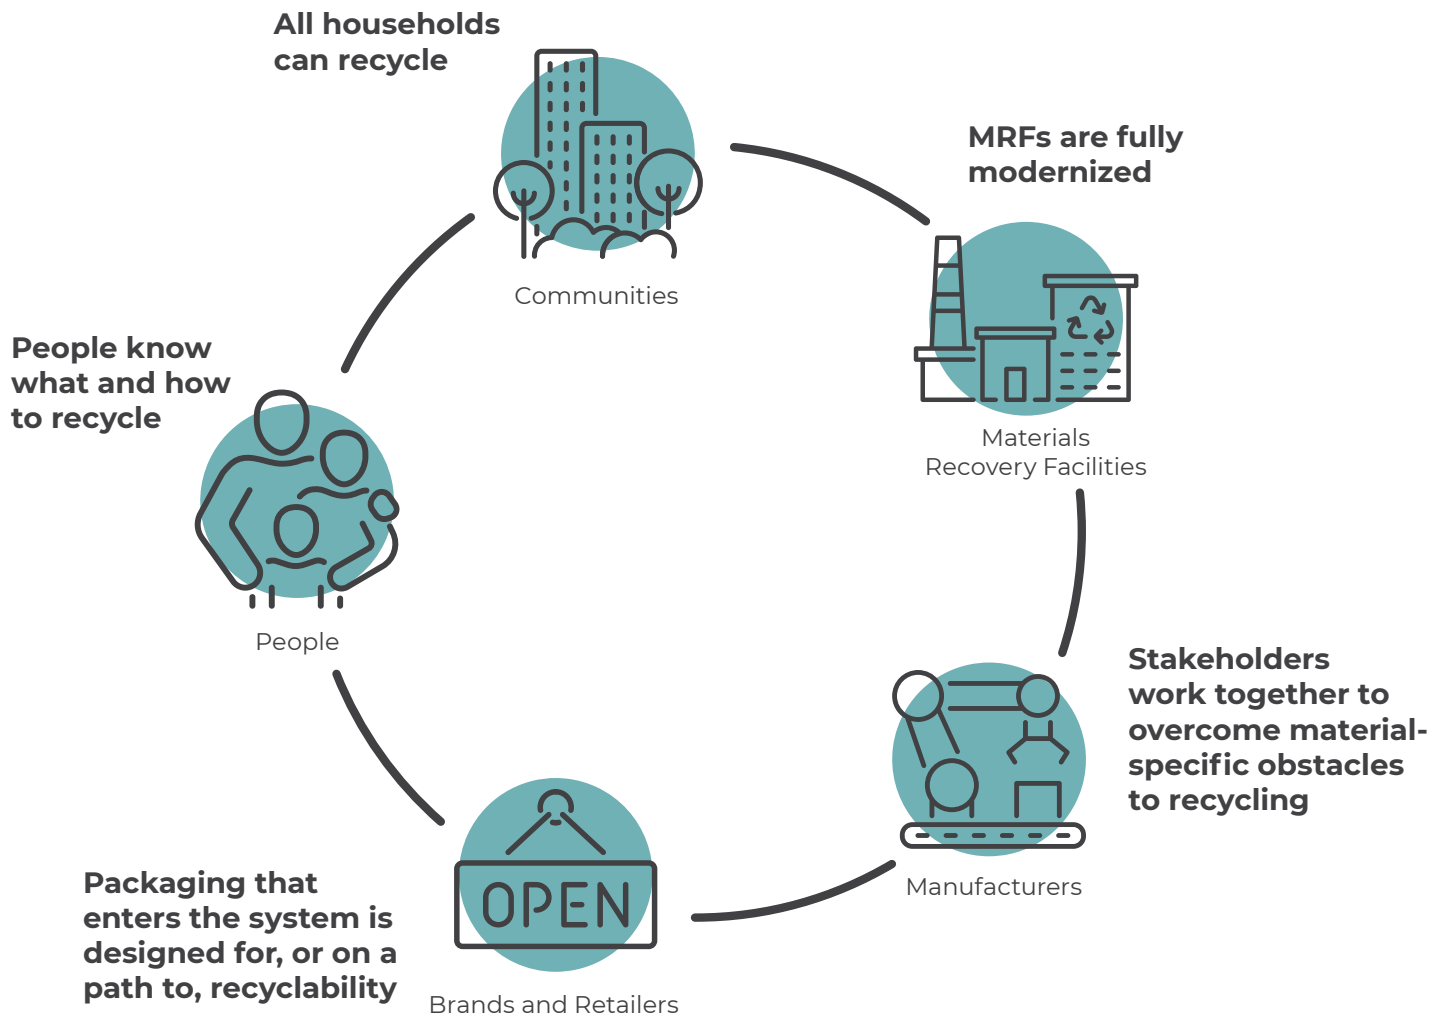 All households
can recycle
Communities
MRFs are fully
modernized
Materials
Recovery Facilities
Stakeholders
work together to
overcome material-
specific obstacles
to recycling
Manufacturers
Packaging that
enters the system is
designed for, or on a
path to, recyclability
OPEN
Brands and Retailers
People know
what and how
to recycle
People